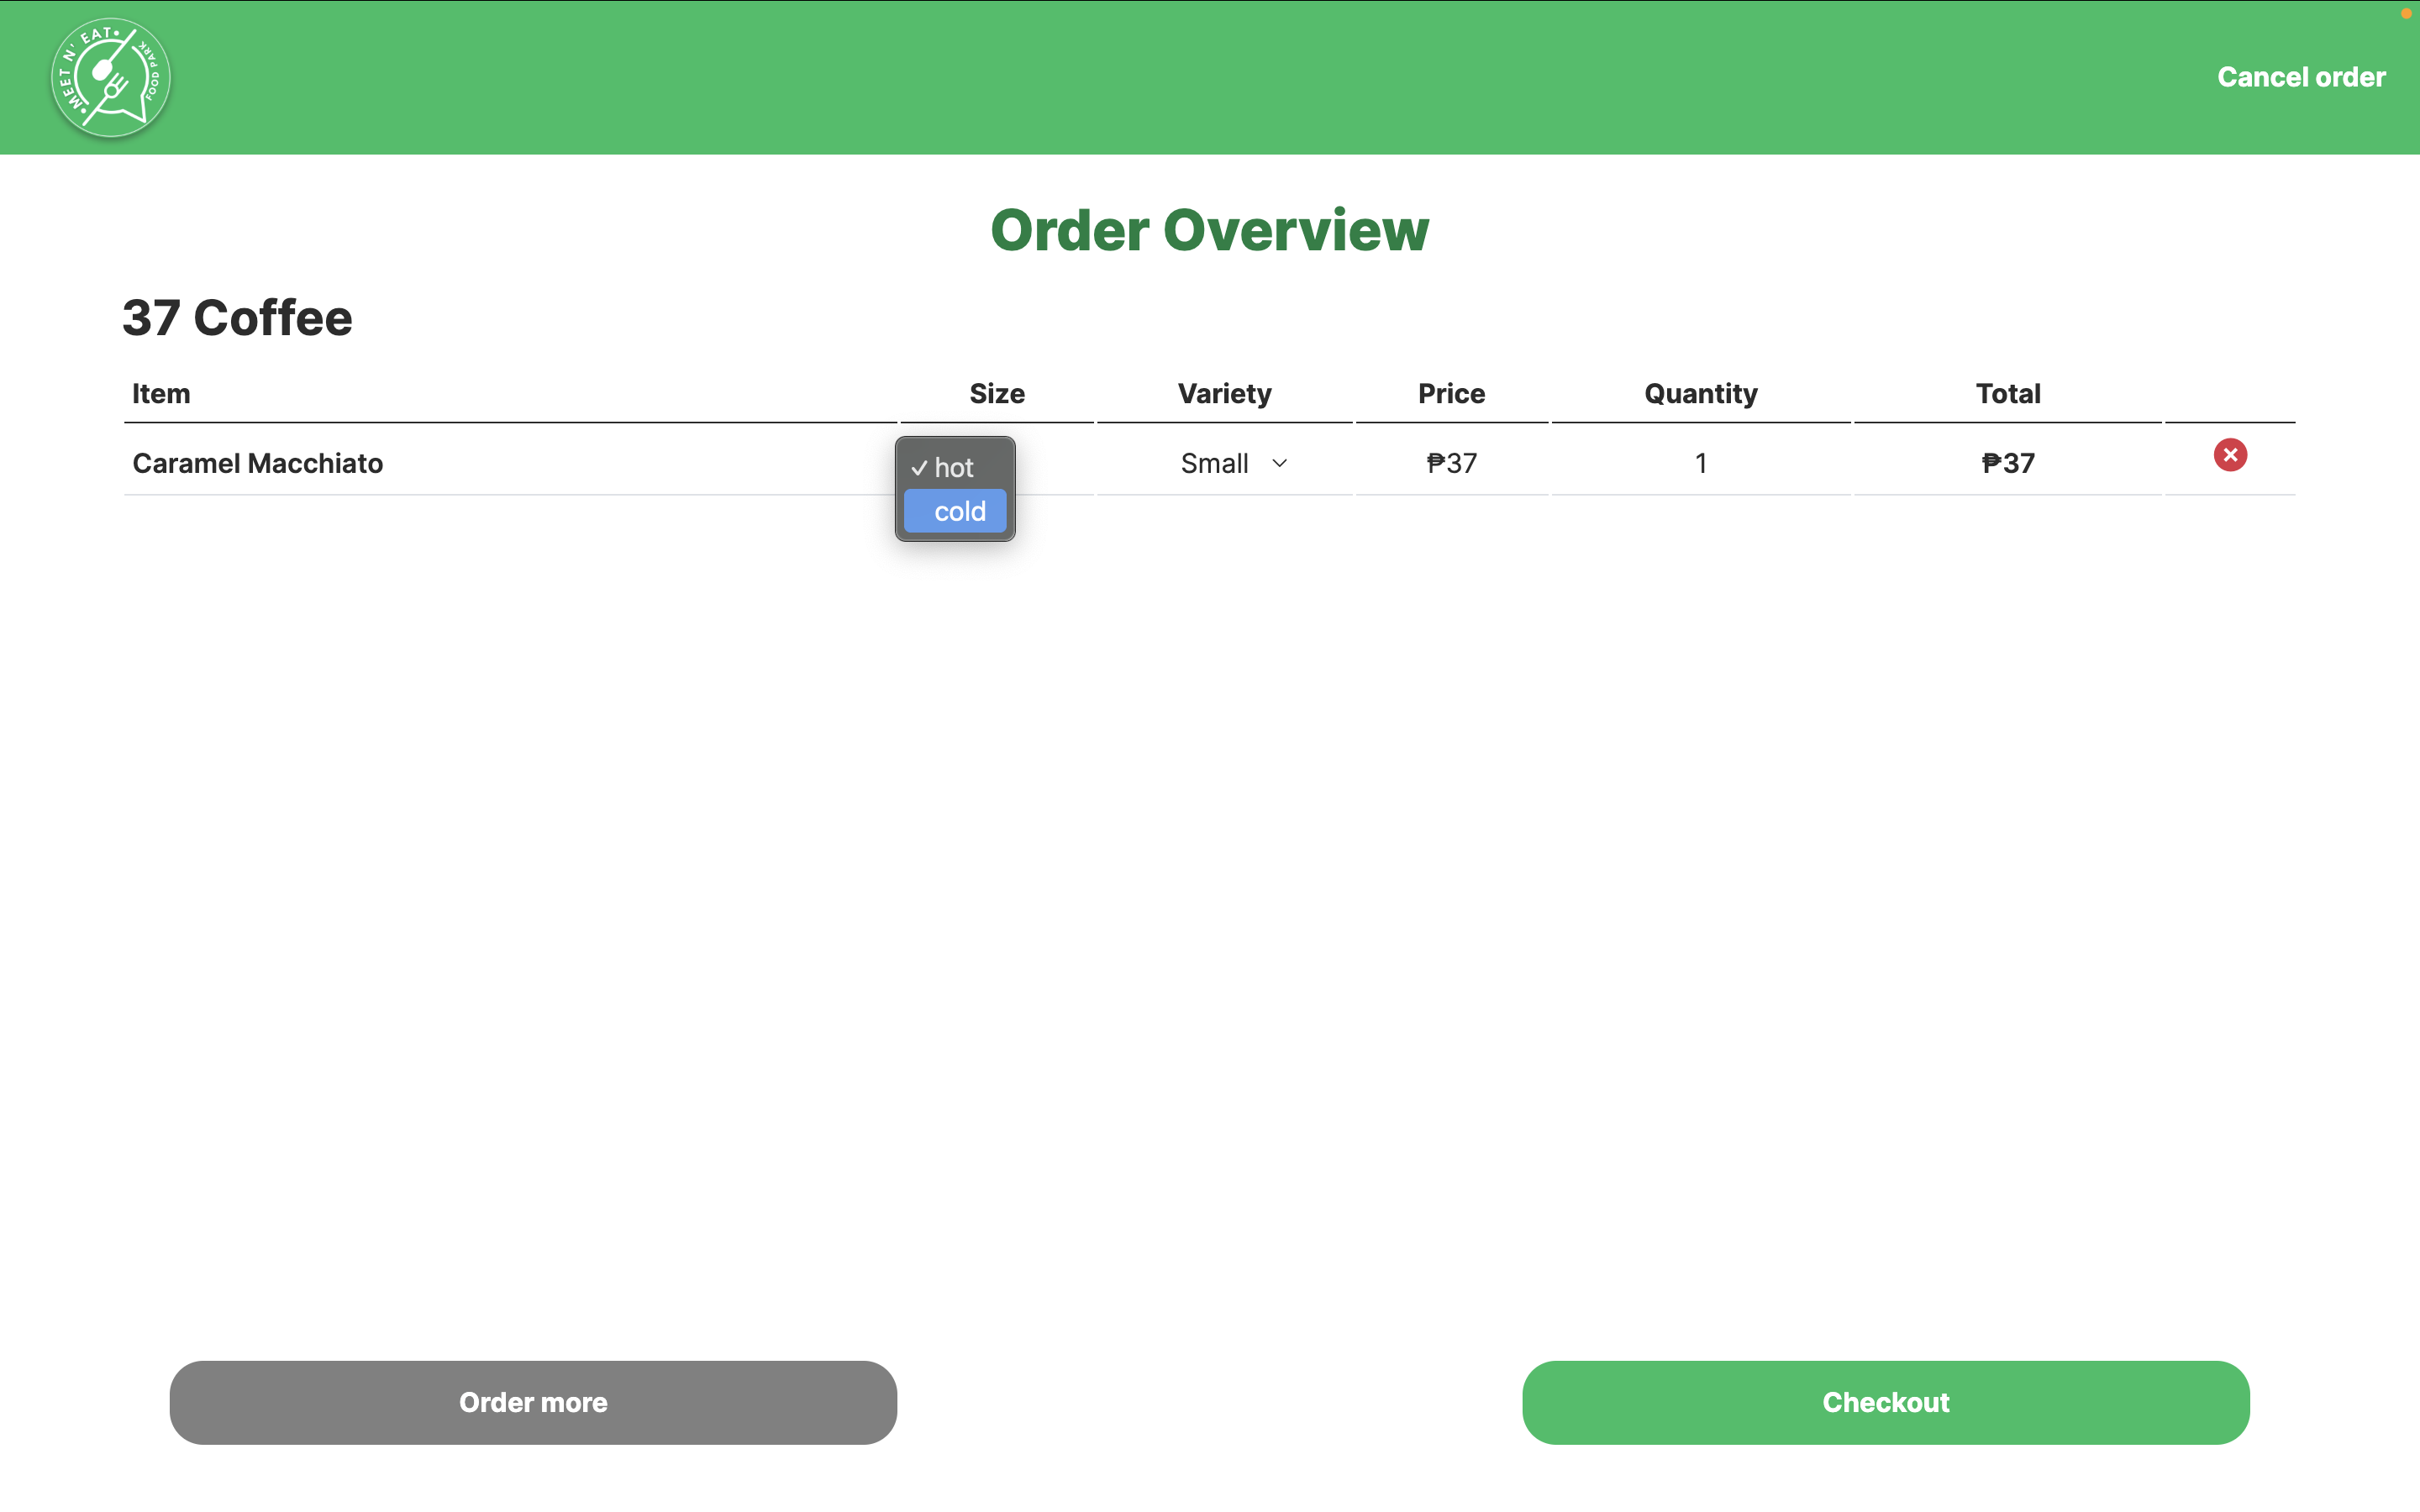 MEET N' EAT
FOOD PARK
Cancel order
Order Overview
37 Coffee
Item Size Variety Price Quantity Total
Caramel Macchiato hot Small ₱37 1 ₱37
cold
Order more Checkout